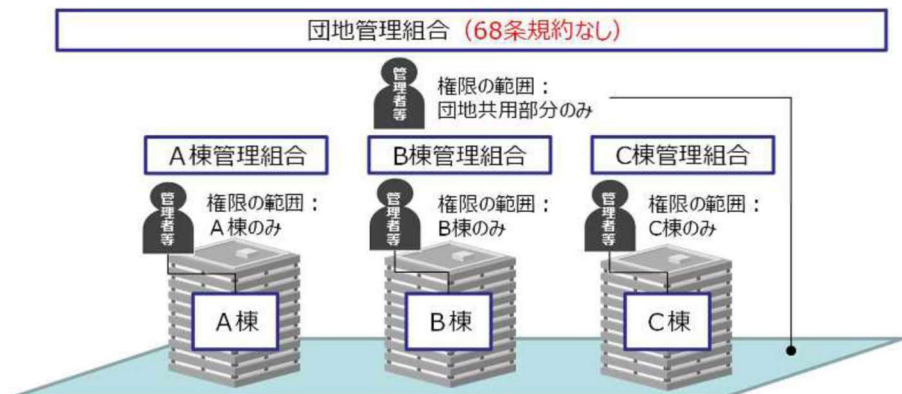 団地管理組合（68条規約なし）
管理者等
権限の範囲：
団地共用部分のみ
A棟管理組合
B棟管理組合
C棟管理組合
管理者等
権限の範囲：
A棟のみ
管理者等
権限の範囲：
B棟のみ
管理者等
権限の範囲：
C棟のみ
A棟
B棟
C棟